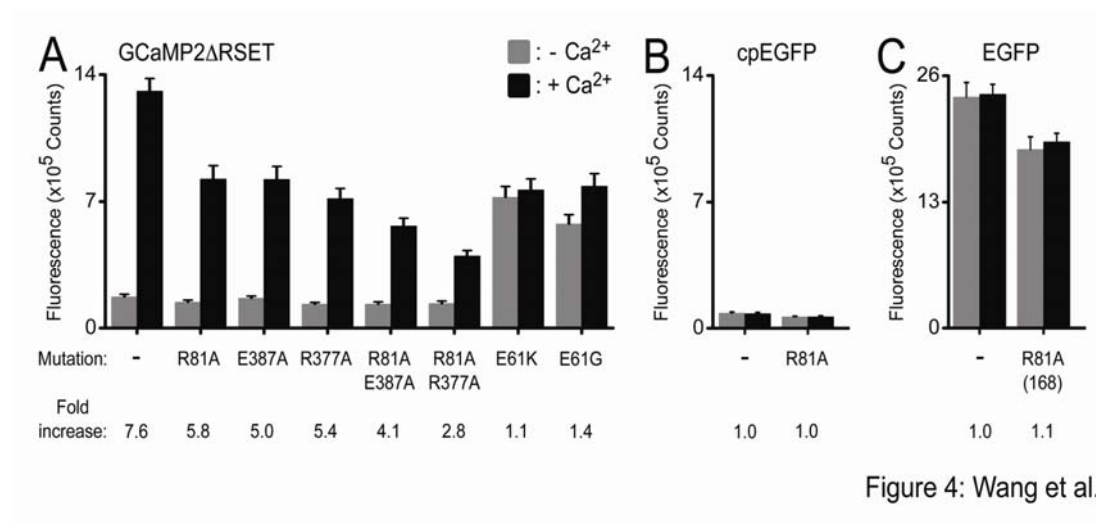 A GCaMP2ΔRSET
: - Ca2+
: + Ca2+
14
7
0
Fluorescence (x10^5 Counts)
Mutation: - R81A E387A R377A R81A R81A E61K E61G
E387A R377A
Fold
increase: 7.6 5.8 5.0 5.4 4.1 2.8 1.1 1.4
B cpEGFP
14
7
0
Fluorescence (x10^5 Counts)
- R81A
1.0 1.0
C EGFP
26
13
0
Fluorescence (x10^5 Counts)
- R81A
(168)
1.0 1.1
Figure 4: Wang et al.